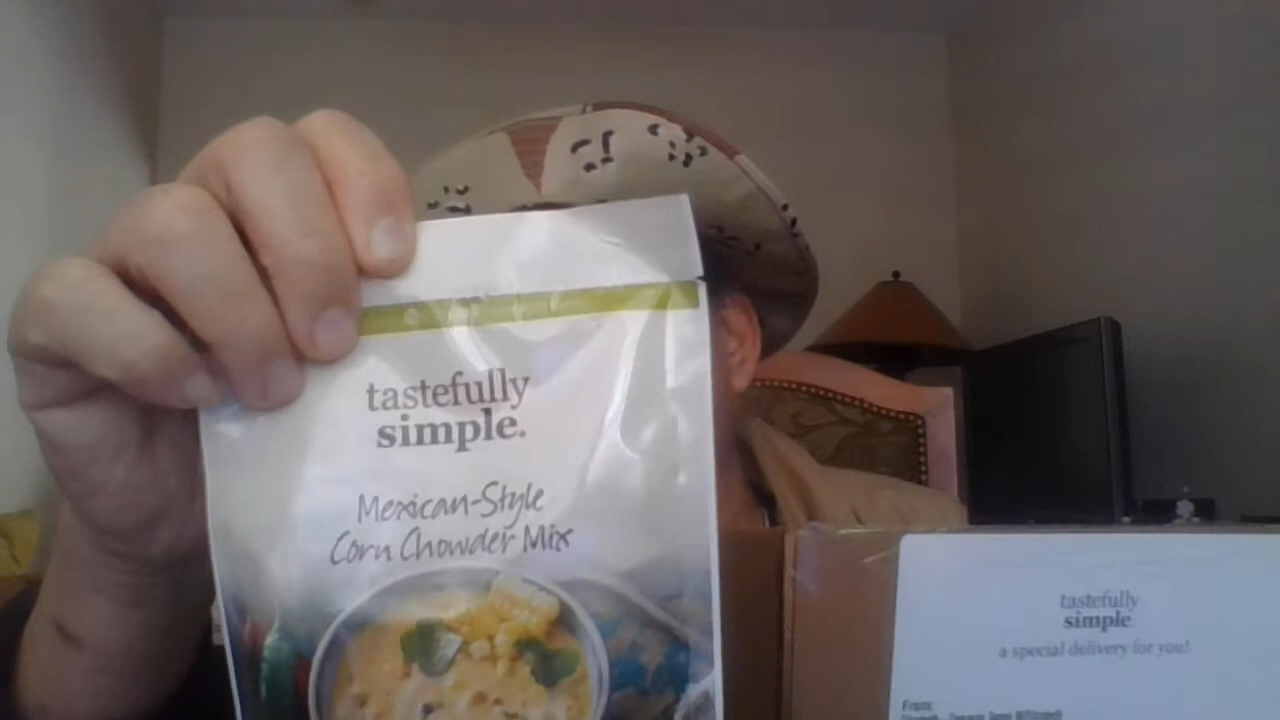 tastefully
simple.
Mexican-Style
Corn Chowder Mix
tastefully
simple
a special delivery for you!
From: